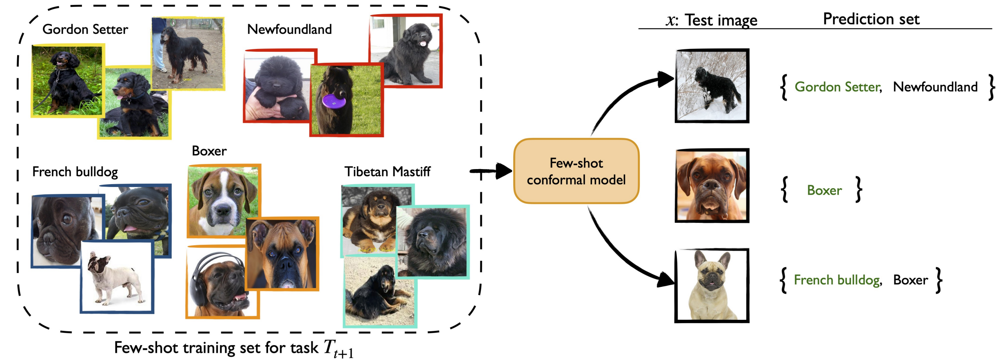 Gordon Setter
Newfoundland
French bulldog
Boxer
Tibetan Mastiff
Few-shot training set for task T_{t+1}
Few-shot
conformal model
x: Test image
Prediction set
{ Gordon Setter, Newfoundland }
{ Boxer }
{ French bulldog, Boxer }